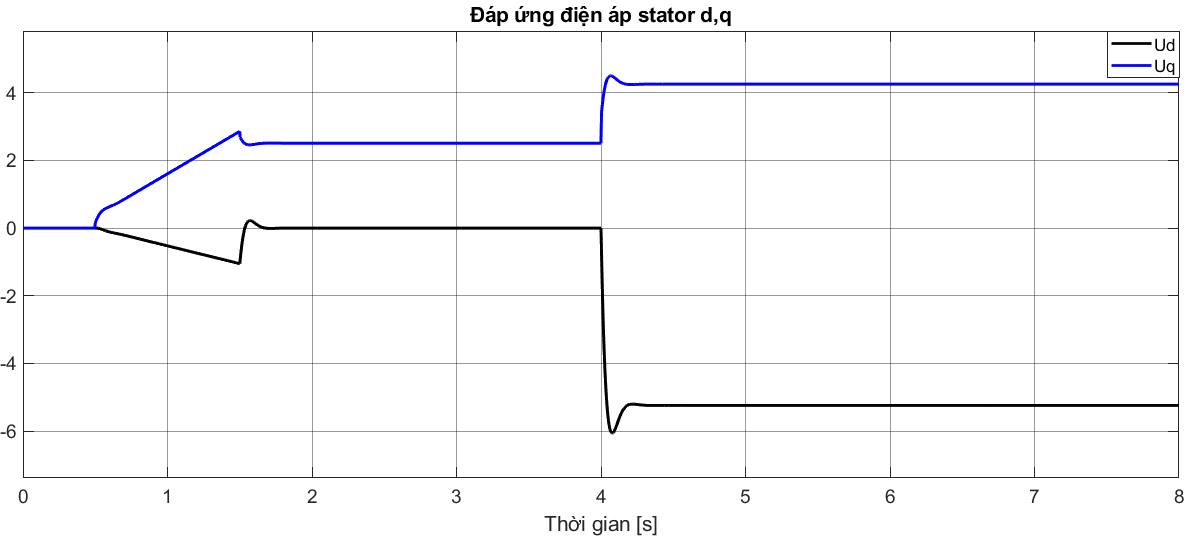 Đáp ứng điện áp stator d,q
Ud
Uq
4
2
0
-2
-4
-6
0 1 2 3 4 5 6 7 8
Thời gian [s]